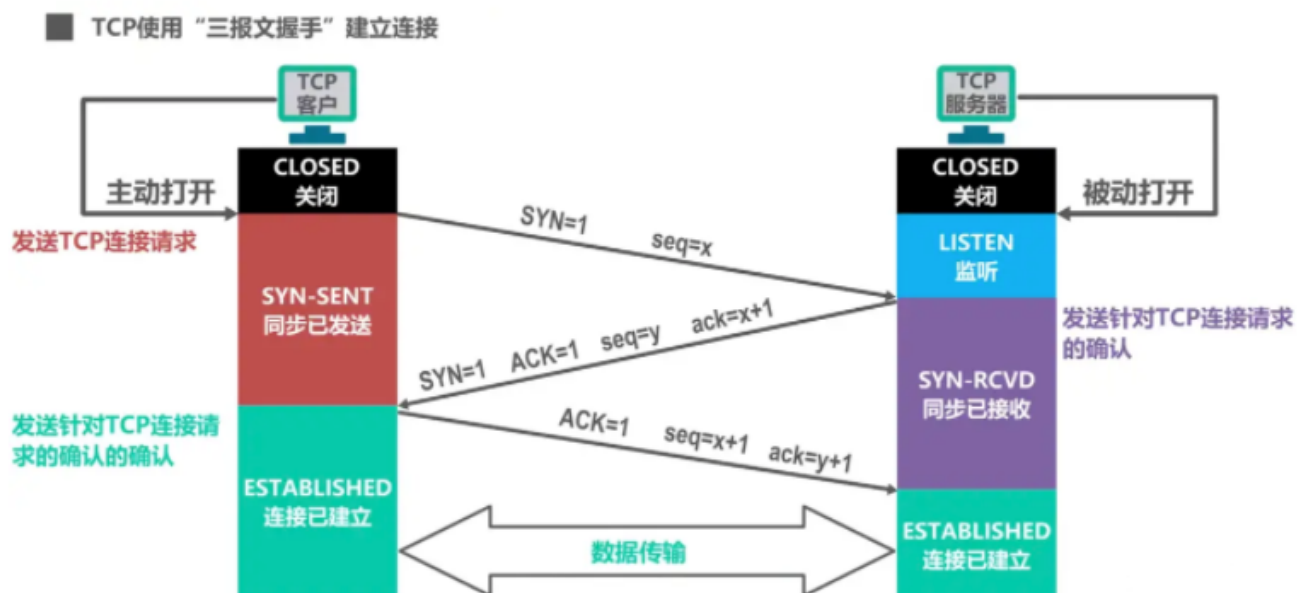 TCP使用“三报文握手”建立连接
TCP
客户
TCP
服务器
CLOSED
关闭
CLOSED
关闭
主动打开
被动打开
发送TCP连接请求
SYN=1 seq=x
LISTEN
监听
SYN-SENT
同步已发送
SYN=1 ACK=1 seq=y ack=x+1
发送针对TCP连接请求
的确认
SYN-RCVD
同步已接收
发送针对TCP连接请
求的确认的确认
ACK=1 seq=x+1 ack=y+1
ESTABLISHED
连接已建立
数据传输
ESTABLISHED
连接已建立